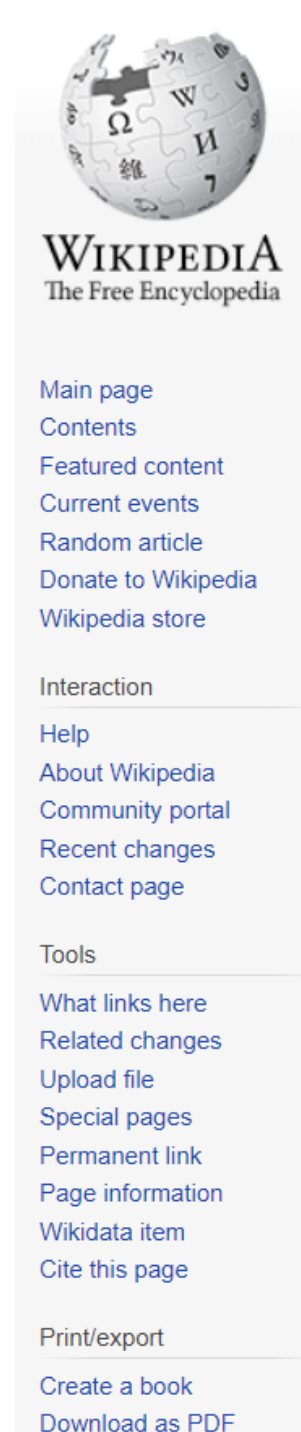 Ω W И 維 7
WIKIPEDIA
The Free Encyclopedia
Main page
Contents
Featured content
Current events
Random article
Donate to Wikipedia
Wikipedia store
Interaction
Help
About Wikipedia
Community portal
Recent changes
Contact page
Tools
What links here
Related changes
Upload file
Special pages
Permanent link
Page information
Wikidata item
Cite this page
Print/export
Create a book
Download as PDF